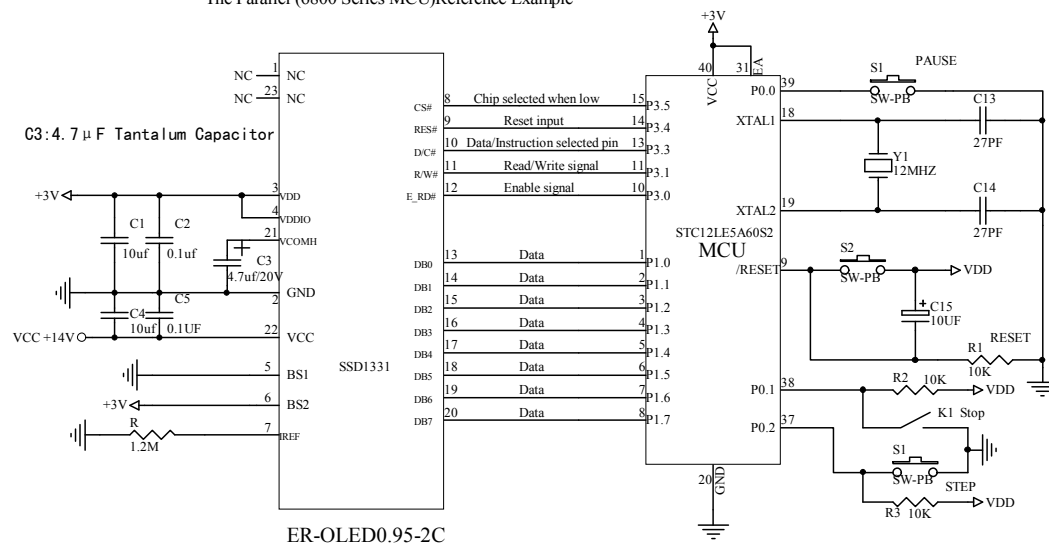 The Parallel (6800 Series MCU)Reference Example
+3V
1 NC NC
23 NC NC
C3:4.7μF Tantalum Capacitor
+3V
3 VDD
4 VDDIO
21 VCOMH
C1 10uf
C2 0.1uf
C3 4.7uf/20V
2 GND
C4 10uf
C5 0.1UF
VCC +14V
22 VCC
5 BS1
+3V 6 BS2
R 1.2M
7 IREF
SSD1331
ER-OLED0.95-2C
CS# 8 Chip selected when low 15 P3.5
RES# 9 Reset input 14 P3.4
D/C# 10 Data/Instruction selected pin 13 P3.3
R/W# 11 Read/Write signal 11 P3.1
E_RD# 12 Enable signal 10 P3.0
DB0 13 Data 1 P1.0
DB1 14 Data 2 P1.1
DB2 15 Data 3 P1.2
DB3 16 Data 4 P1.3
DB4 17 Data 5 P1.4
DB5 18 Data 6 P1.5
DB6 19 Data 7 P1.6
DB7 20 Data 8 P1.7
40 VCC
31 EA
STC12LE5A60S2
MCU
20 GND
P0.0 39
S1 PAUSE
SW-PB
XTAL1 18
C13
27PF
Y1
12MHZ
XTAL2 19
C14
27PF
/RESET 9
S2
SW-PB
VDD
C15
10UF
RESET
R1
10K
P0.1 38
R2 10K VDD
K1 Stop
P0.2 37
S1
SW-PB
STEP
R3 10K VDD